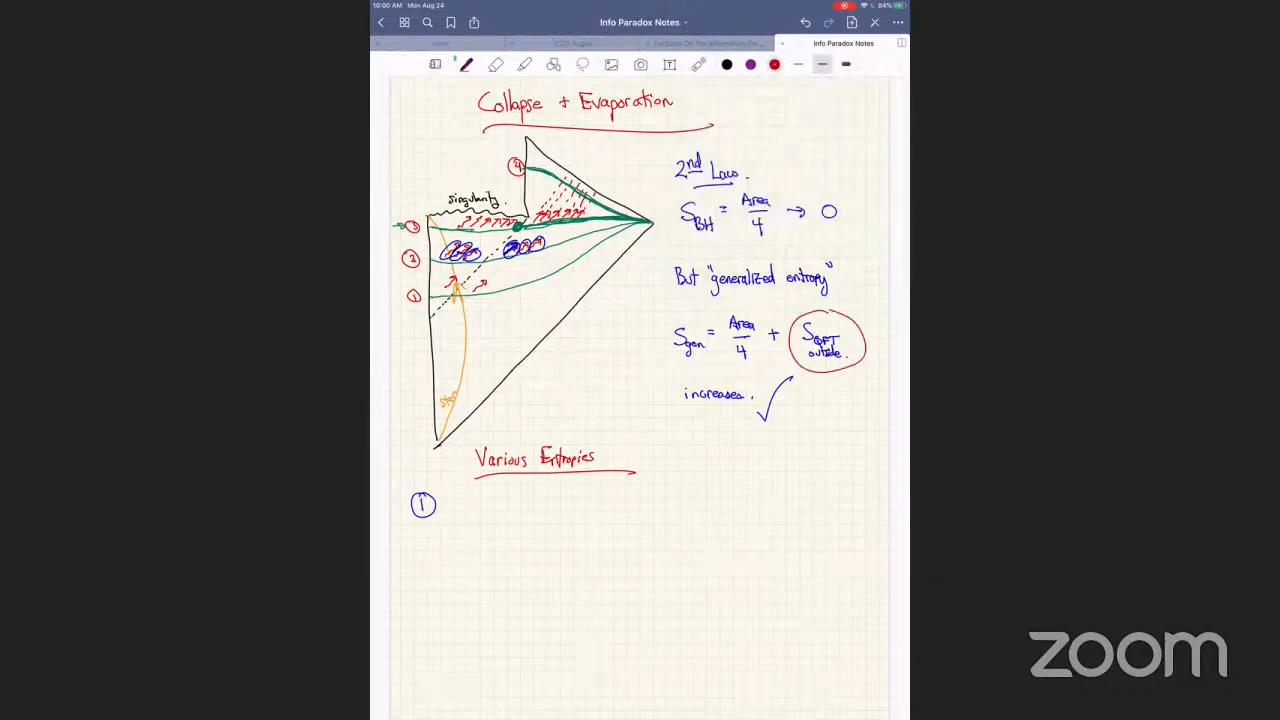 10:00 AM Mon Aug 24
84%
Info Paradox Notes
Info Paradox Notes
Collapse + Evaporation
④
singularity
③
②
①
star
2nd Law.
S_BH = Area/4 → 0
But "generalized entropy"
S_gen = Area/4 + S_QFT outside.
increases. ✓
Various Entropies
①
zoom